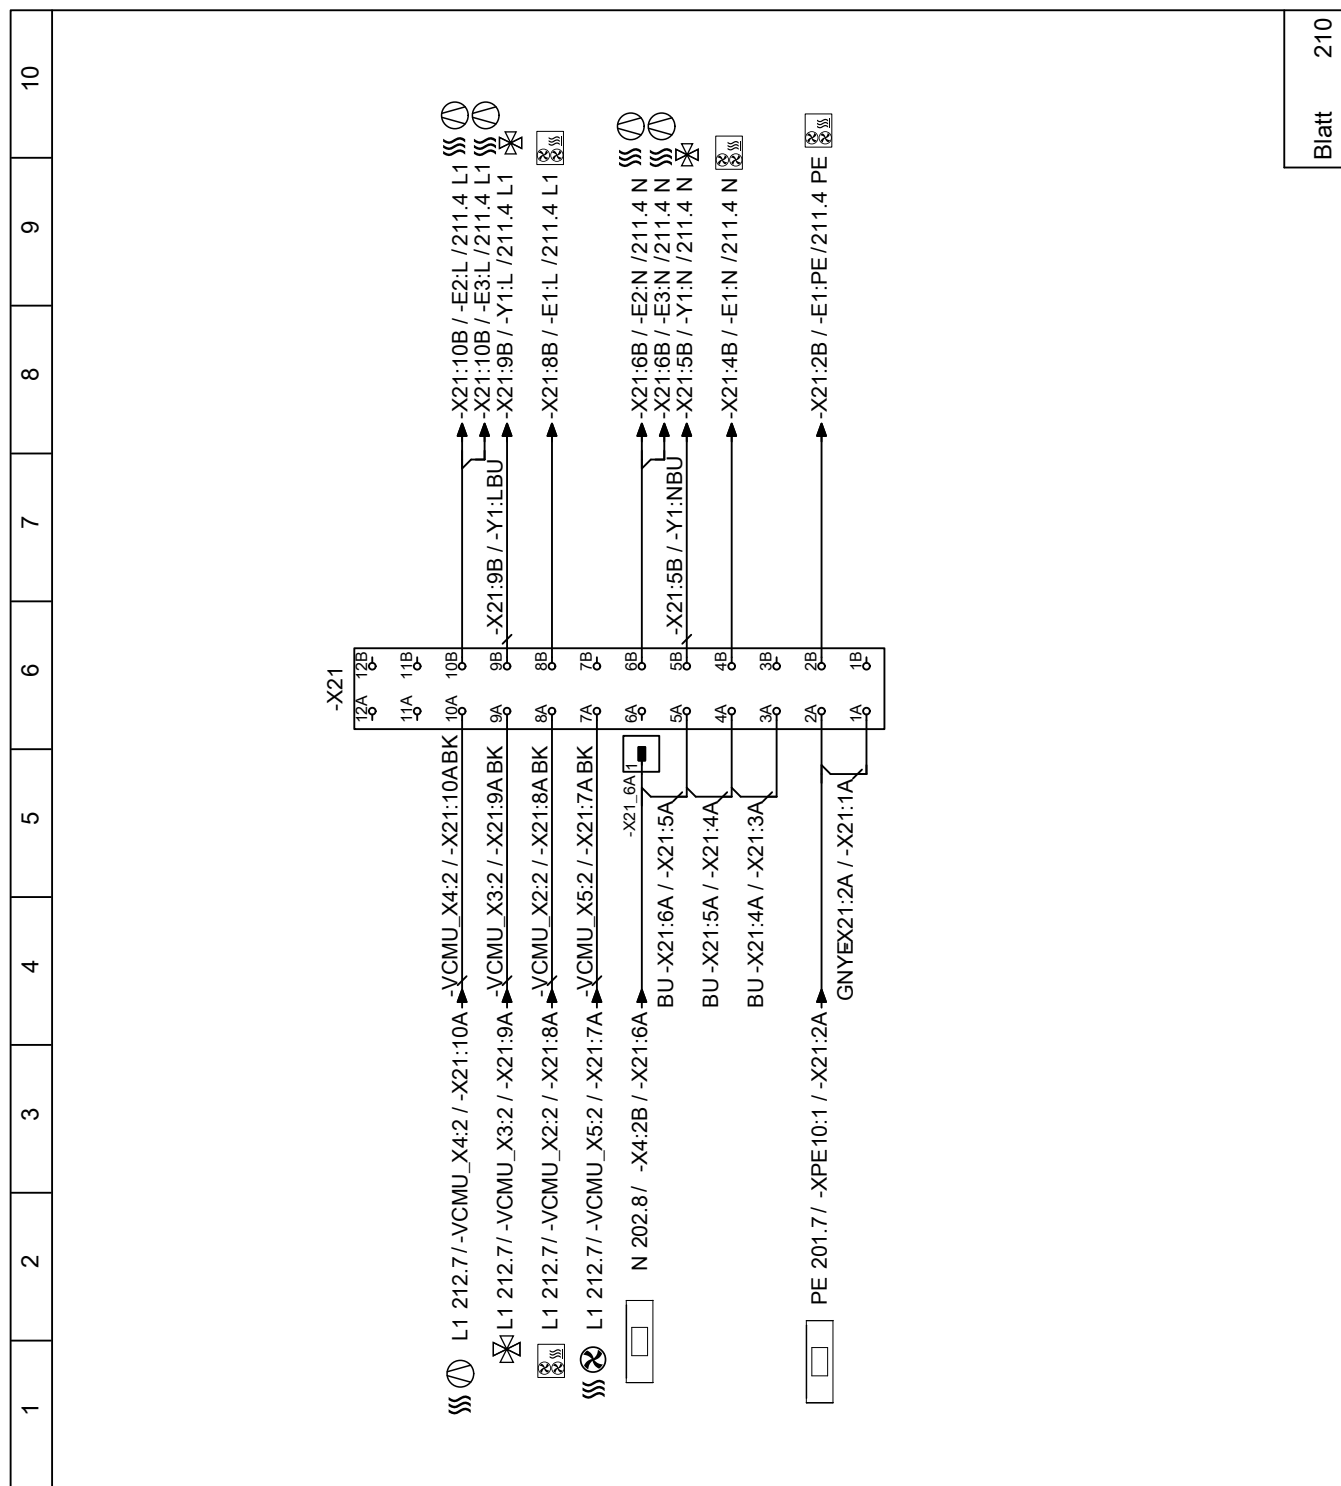 1 2 3 4 5 6 7 8 9 10
-X21
12A 12B
11A 11B
L1 212.7 / -VCMU_X4:2 / -X21:10A -VCMU_X4:2 / -X21:10A BK 10A 10B -X21:10B / -E2:L /211.4 L1
-X21:10B / -E3:L /211.4 L1
L1 212.7 / -VCMU_X3:2 / -X21:9A -VCMU_X3:2 / -X21:9A BK 9A 9B -X21:9B / -Y1:L BU -X21:9B / -Y1:L /211.4 L1
L1 212.7 / -VCMU_X2:2 / -X21:8A -VCMU_X2:2 / -X21:8A BK 8A 8B -X21:8B / -E1:L /211.4 L1
L1 212.7 / -VCMU_X5:2 / -X21:7A -VCMU_X5:2 / -X21:7A BK 7A 7B
-X21_6A 1
N 202.8 / -X4:2B / -X21:6A 6A 6B -X21:6B / -E2:N /211.4 N
BU -X21:6A / -X21:5A -X21:6B / -E3:N /211.4 N
5A 5B -X21:5B / -Y1:N BU -X21:5B / -Y1:N /211.4 N
BU -X21:5A / -X21:4A 4A 4B -X21:4B / -E1:N /211.4 N
BU -X21:4A / -X21:3A 3A 3B
PE 201.7 / -XPE10:1 / -X21:2A 2A 2B -X21:2B / -E1:PE /211.4 PE
GNYE -X21:2A / -X21:1A 1A 1B
Blatt 210